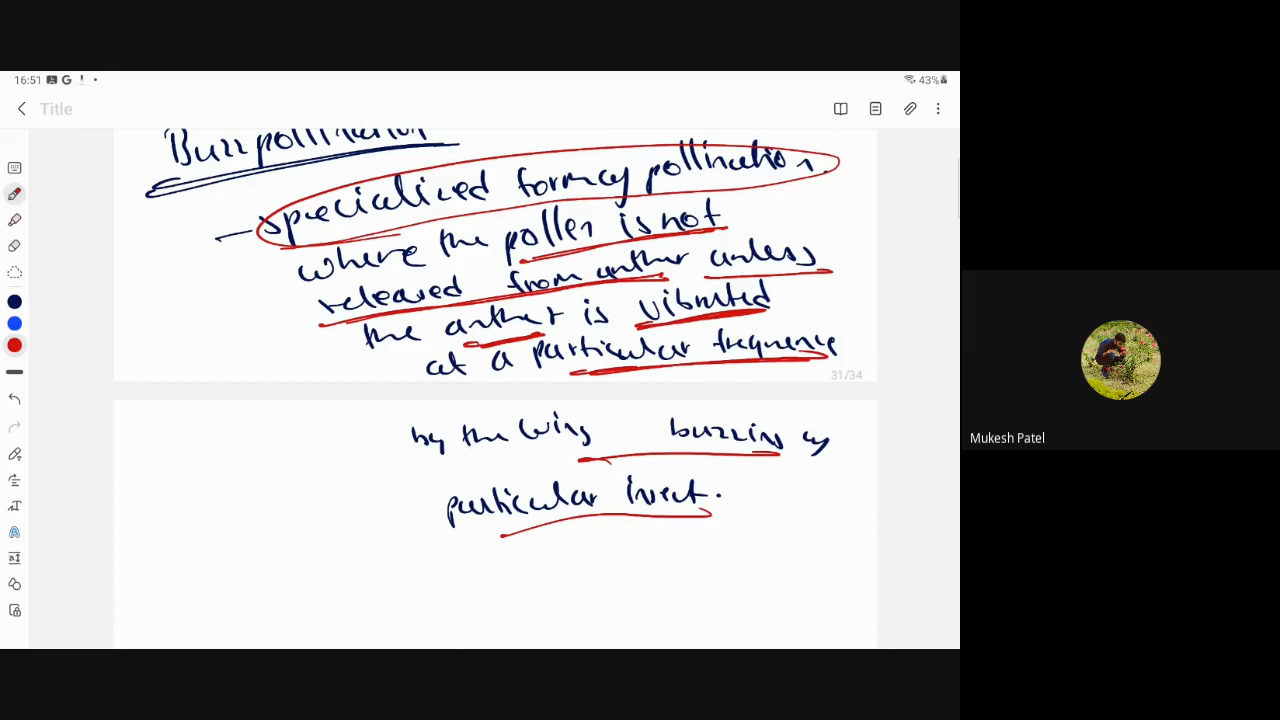 16:51
43%
Title
Buzz pollination
— specialized form of pollination.
where the pollen is not
released from anther unless
the anther is vibrated
at a particular frequency
31/34
by the wing buzzing of
particular insect.
Mukesh Patel